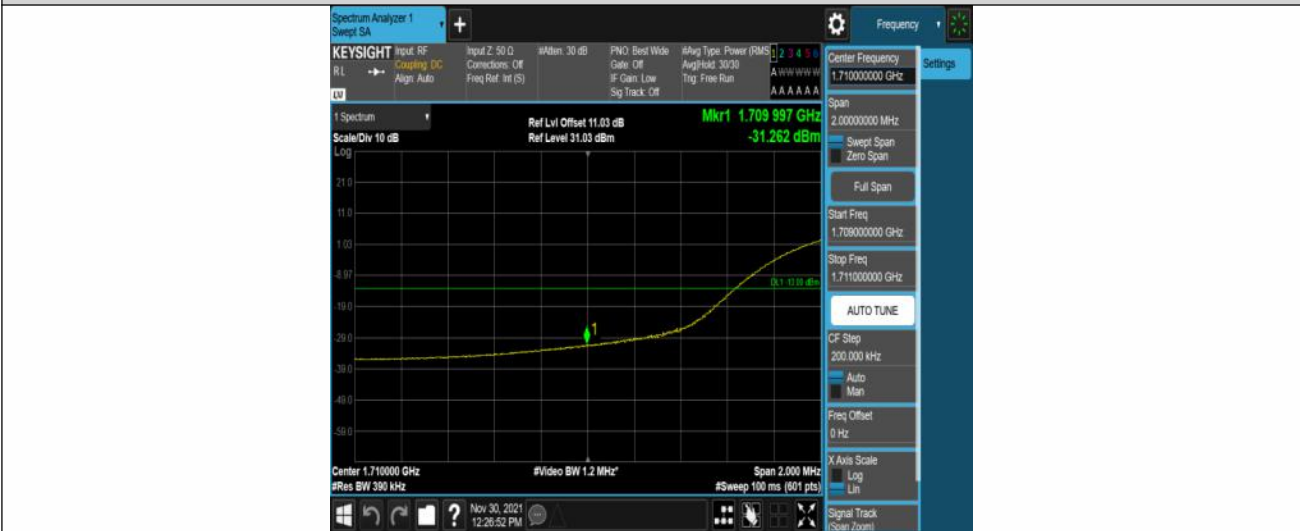 Spectrum Analyzer 1
Swept SA
+
Frequency
KEYSIGHT
RL
LV
Input: RF
Coupling: DC
Align: Auto
Input Z: 50 Ω
Corrections: Off
Freq Ref: Int (S)
#Atten: 30 dB
PNO: Best Wide
Gate: Off
IF Gain: Low
Sig Track: Off
#Avg Type: Power (RMS
Avg|Hold: 30/30
Trig: Free Run
1 2 3 4 5 6
A W W W W W
A A A A A A
1 Spectrum
Scale/Div 10 dB
Log
Ref Lvl Offset 11.03 dB
Ref Level 31.03 dBm
Mkr1 1.709 997 GHz
-31.262 dBm
21.0
11.0
1.03
-8.97
-19.0
-29.0
-39.0
-49.0
-59.0
DL1 -13.00 dBm
1
Center 1.710000 GHz
#Res BW 390 kHz
#Video BW 1.2 MHz*
Span 2.000 MHz
#Sweep 100 ms (601 pts)
?
Nov 30, 2021
12:26:52 PM
Center Frequency
1.710000000 GHz
Settings
Span
2.00000000 MHz
Swept Span
Zero Span
Full Span
Start Freq
1.709000000 GHz
Stop Freq
1.711000000 GHz
AUTO TUNE
CF Step
200.000 kHz
Auto
Man
Freq Offset
0 Hz
X Axis Scale
Log
Lin
Signal Track
(Span Zoom)